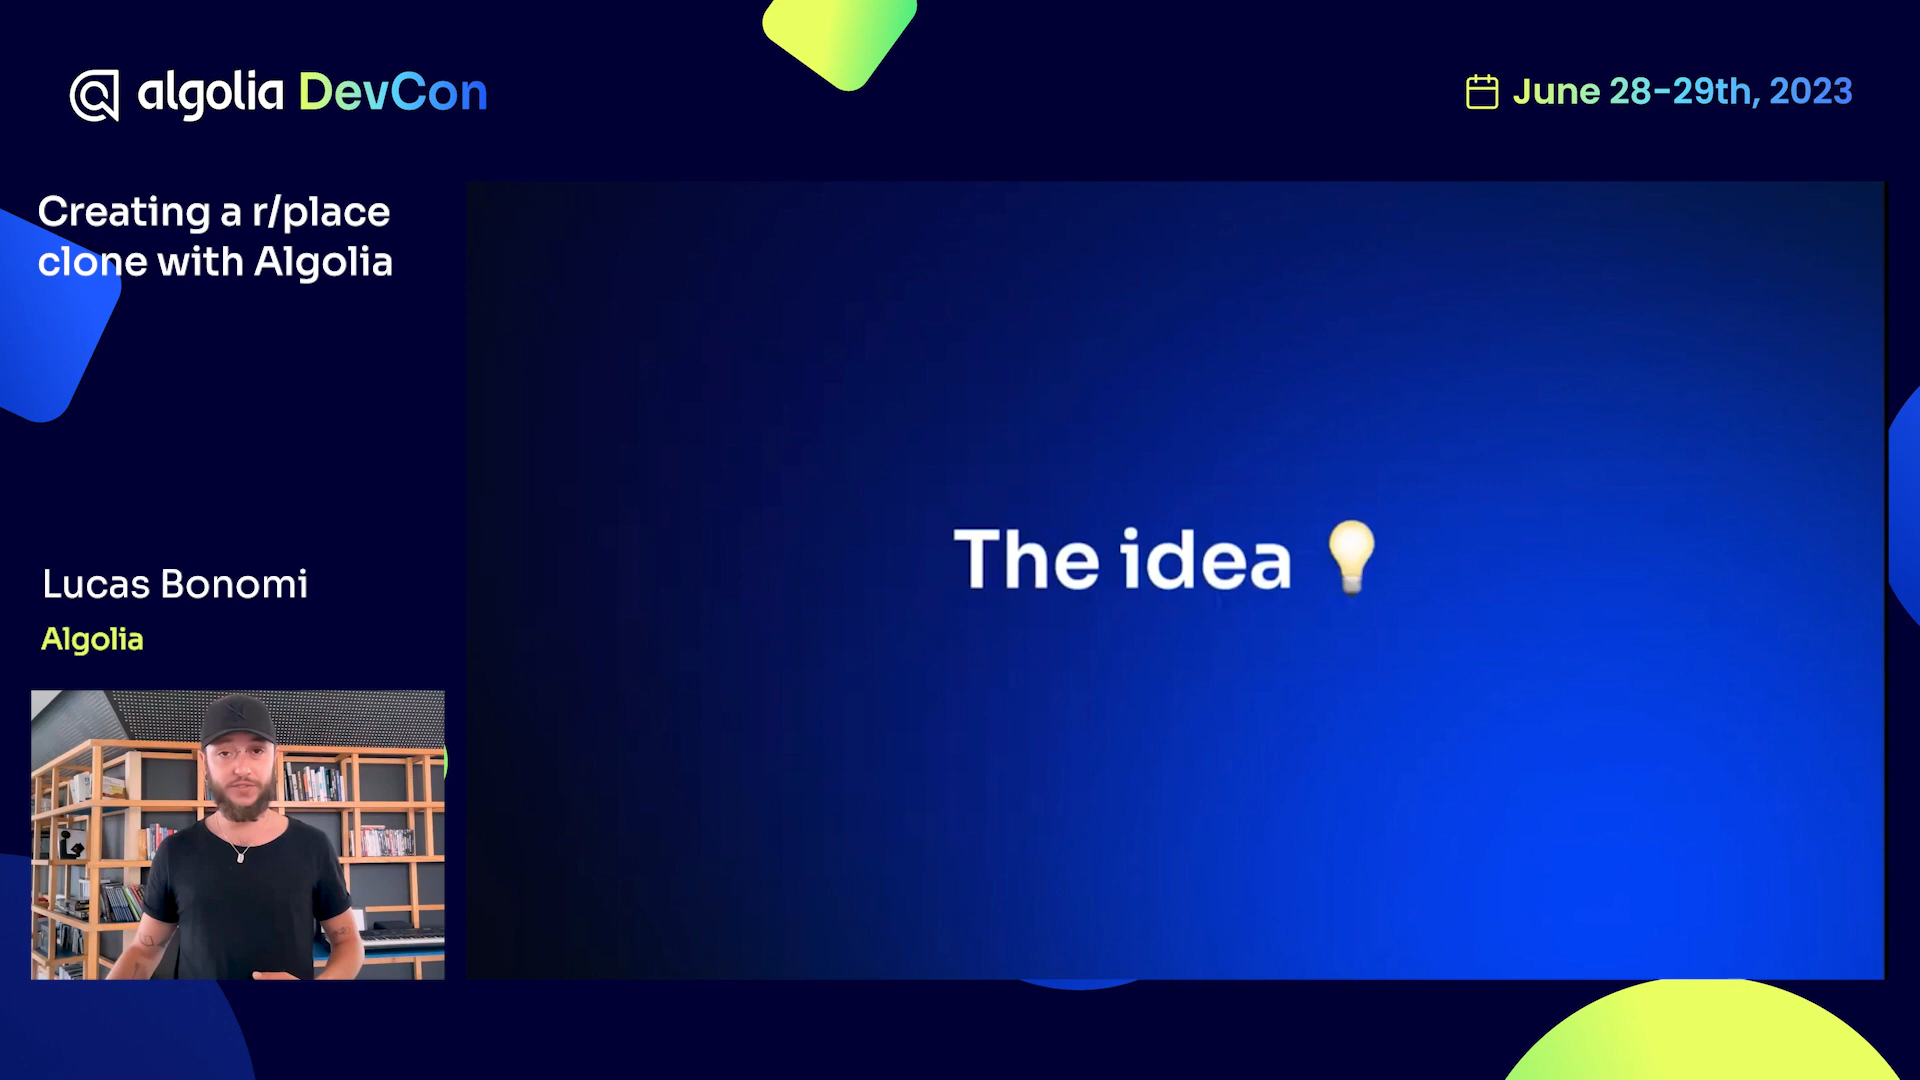 algolia DevCon
June 28-29th, 2023
Creating a r/place
clone with Algolia
The idea 💡
Lucas Bonomi
Algolia